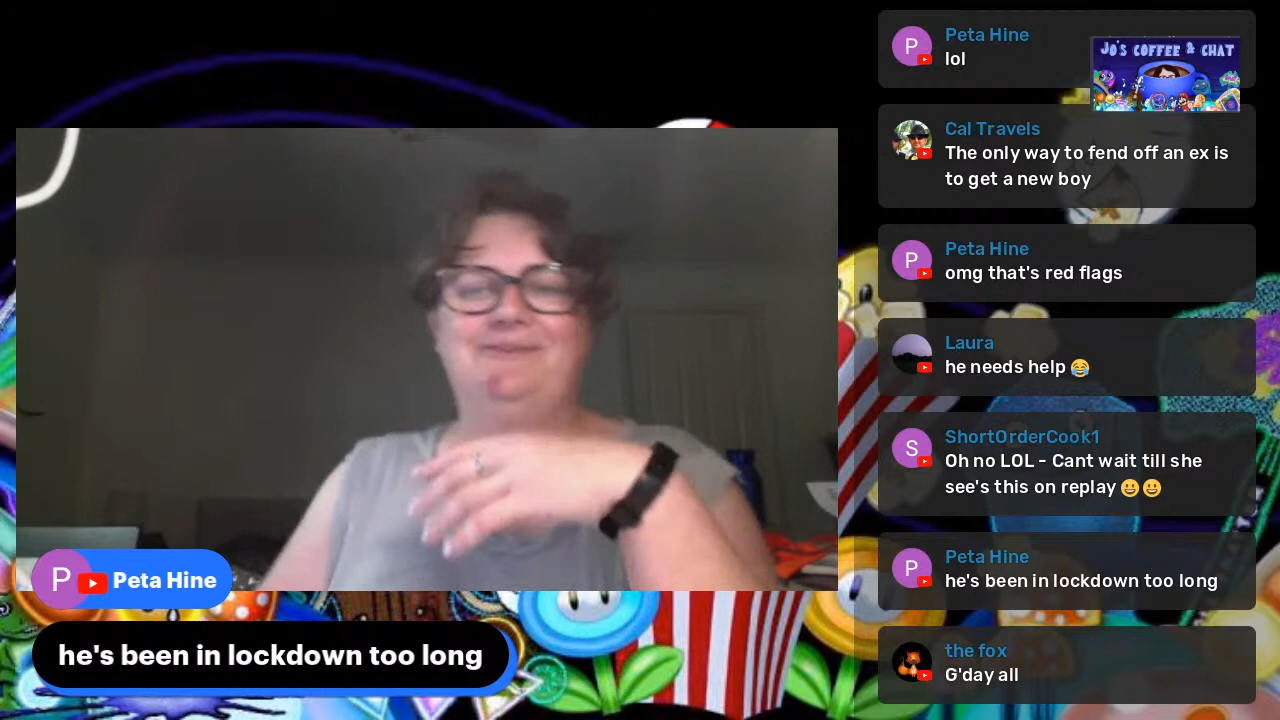 Peta Hine
lol
JO'S COFFEE & CHAT
Cal Travels
The only way to fend off an ex is
to get a new boy
Peta Hine
omg that's red flags
Laura
he needs help 😂
ShortOrderCook1
Oh no LOL - Cant wait till she
see's this on replay 😀😀
Peta Hine
he's been in lockdown too long
the fox
G'day all
P
P
S
P
P Peta Hine
he's been in lockdown too long